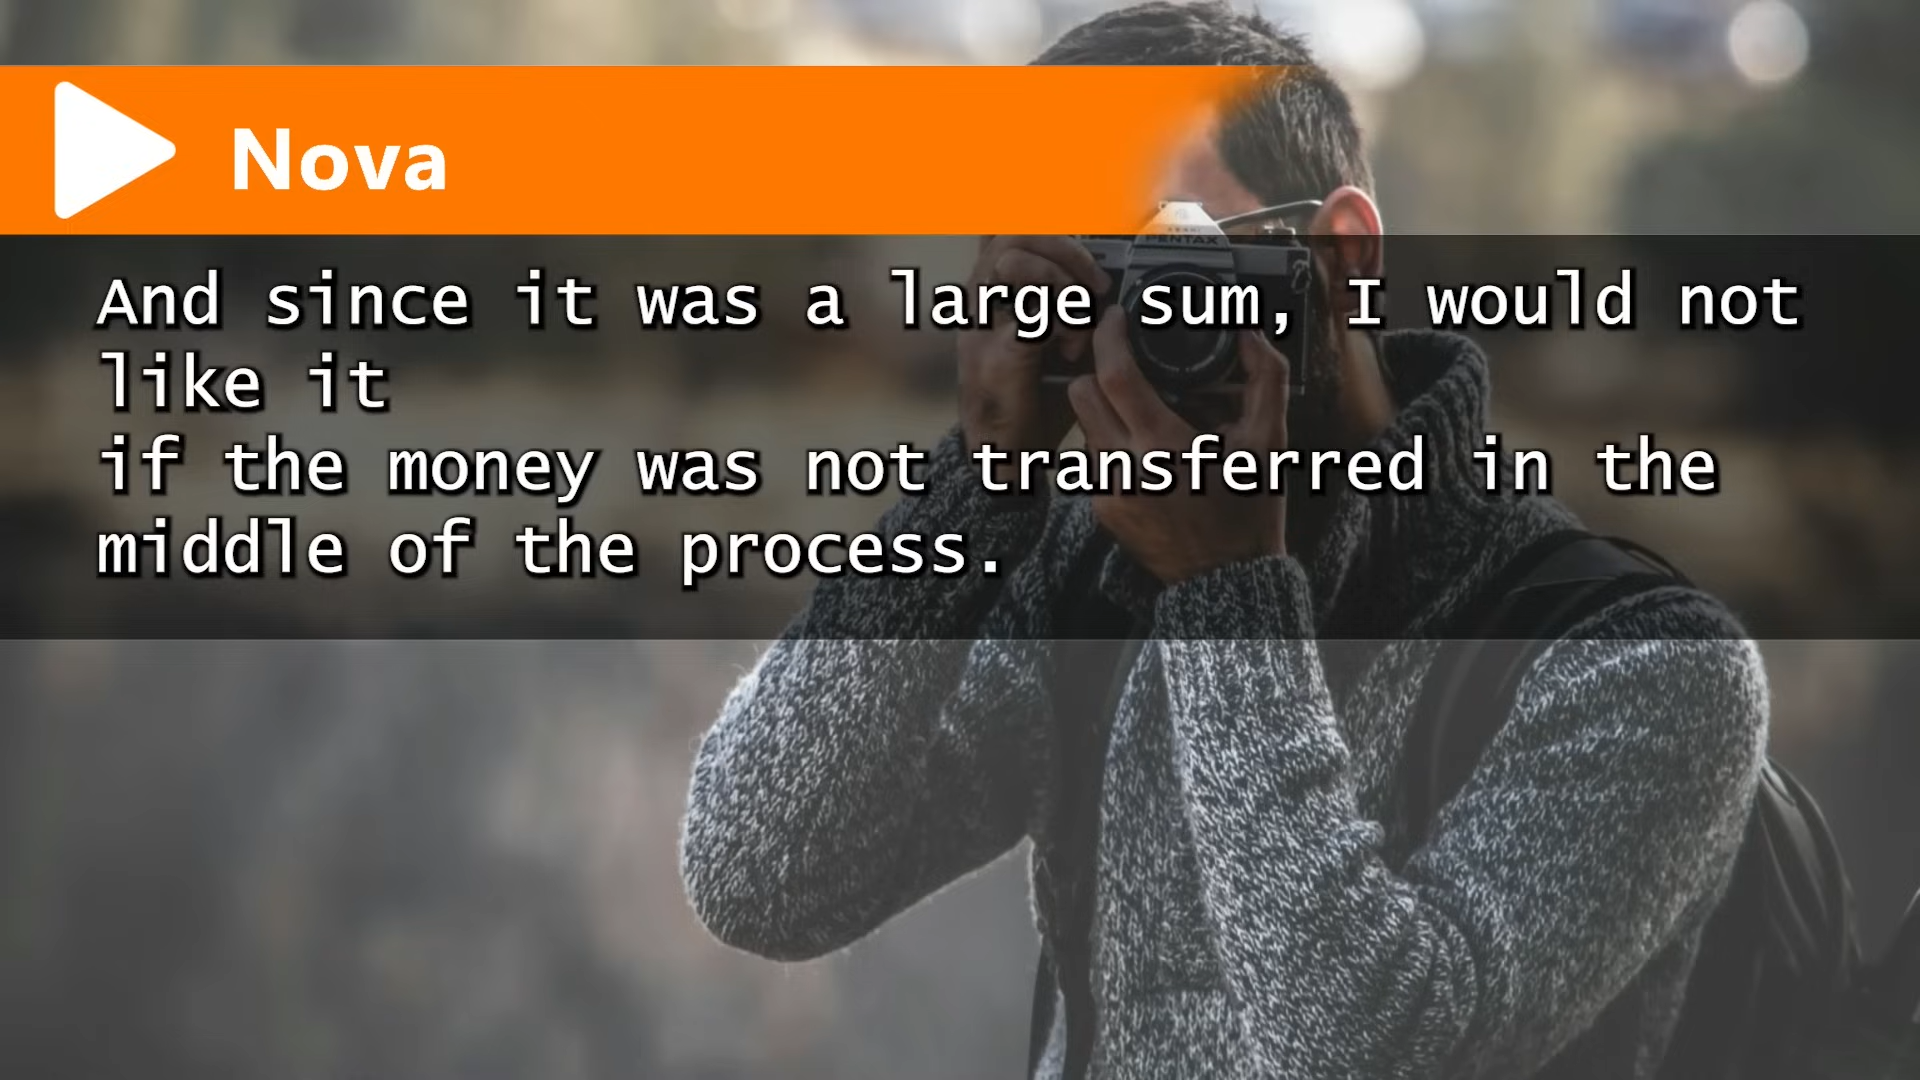 Nova
And since it was a large sum, I would not
like it
if the money was not transferred in the
middle of the process.
PENTAX